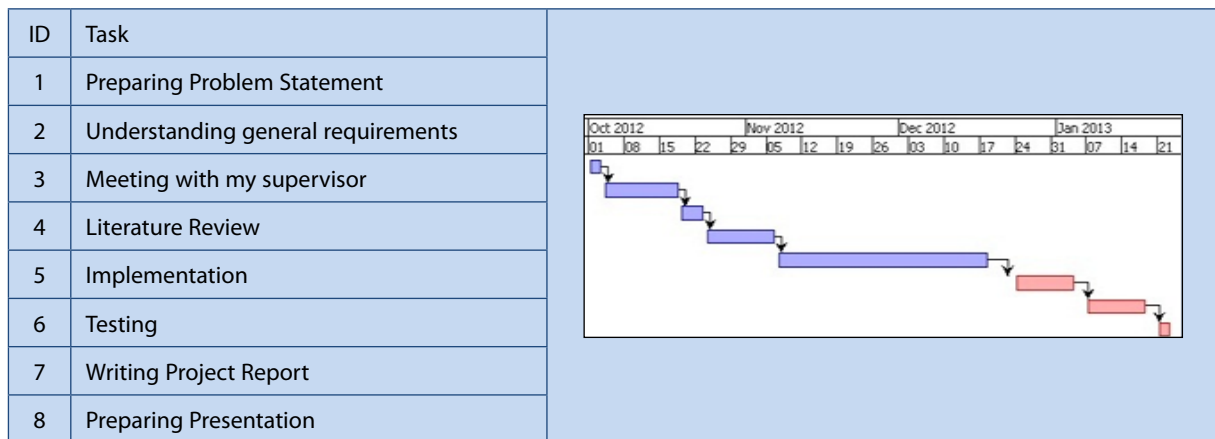 ID Task
1 Preparing Problem Statement
2 Understanding general requirements
3 Meeting with my supervisor
4 Literature Review
5 Implementation
6 Testing
7 Writing Project Report
8 Preparing Presentation
Oct 2012 Nov 2012 Dec 2012 Jan 2013
01 08 15 22 29 05 12 19 26 03 10 17 24 31 07 14 21